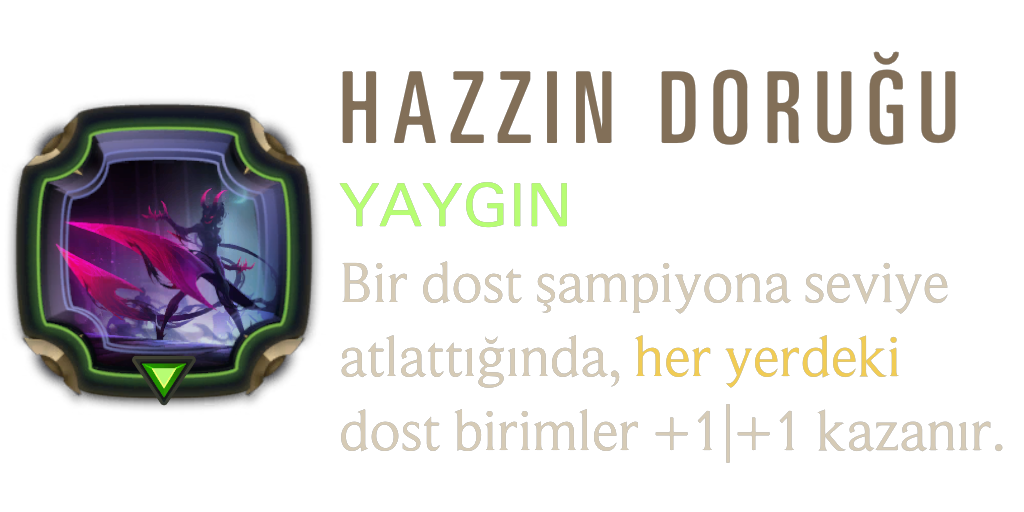 HAZZIN DORUĞU
YAYGIN
Bir dost şampiyona seviye
atlattığında, her yerdeki
dost birimler +1|+1 kazanır.